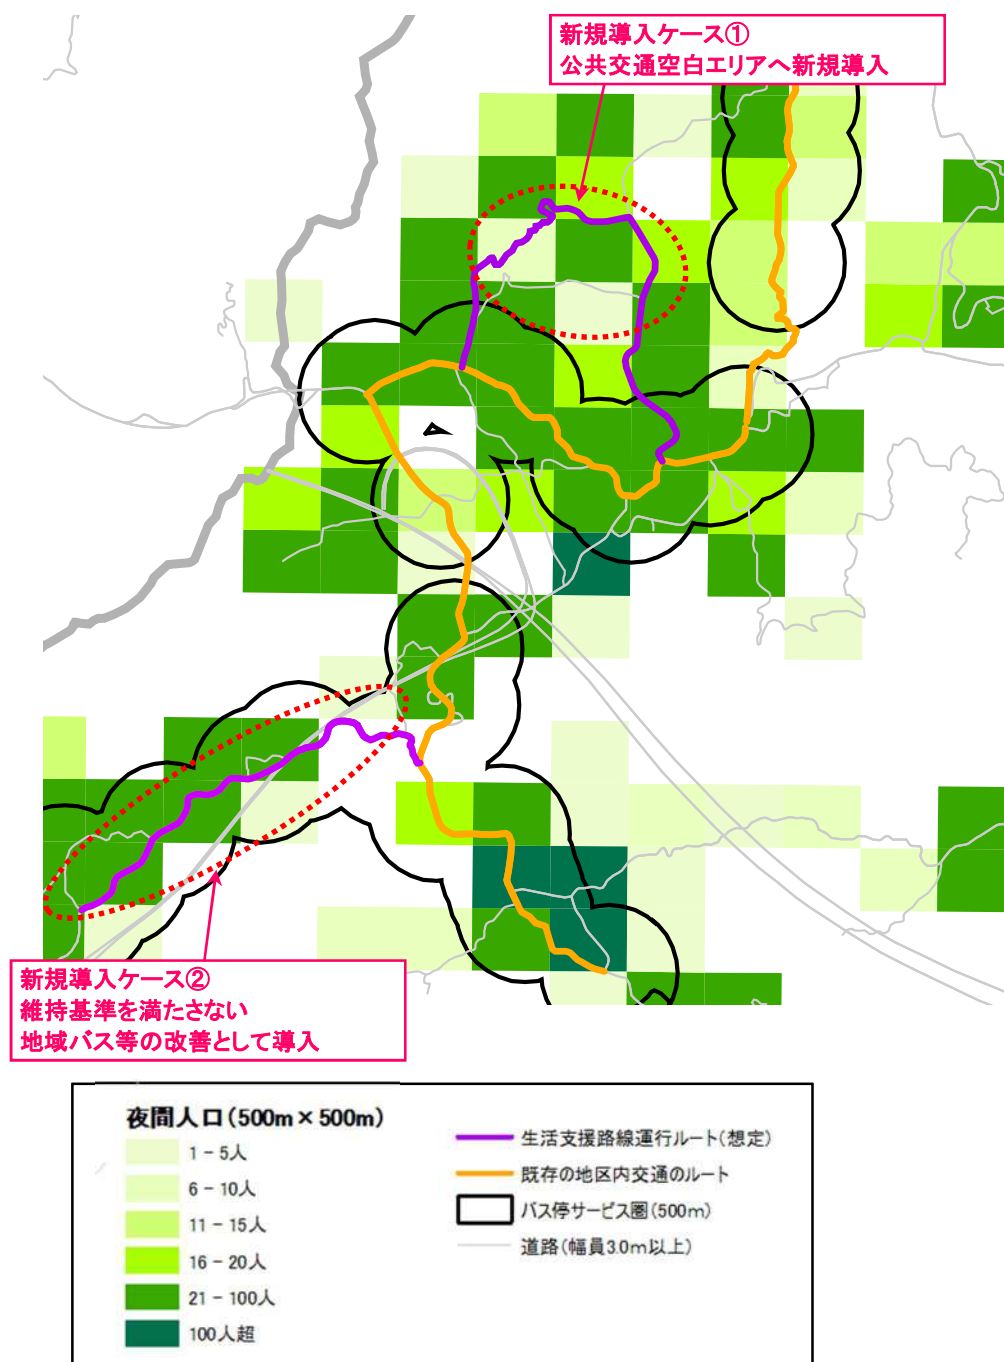 新規導入ケース①
公共交通空白エリアへ新規導入
新規導入ケース②
維持基準を満たさない
地域バス等の改善として導入
夜間人口(500m×500m)
1 - 5人
6 - 10人
11 - 15人
16 - 20人
21 - 100人
100人超
生活支援路線運行ルート(想定)
既存の地区内交通のルート
バス停サービス圏(500m)
道路(幅員3.0m以上)